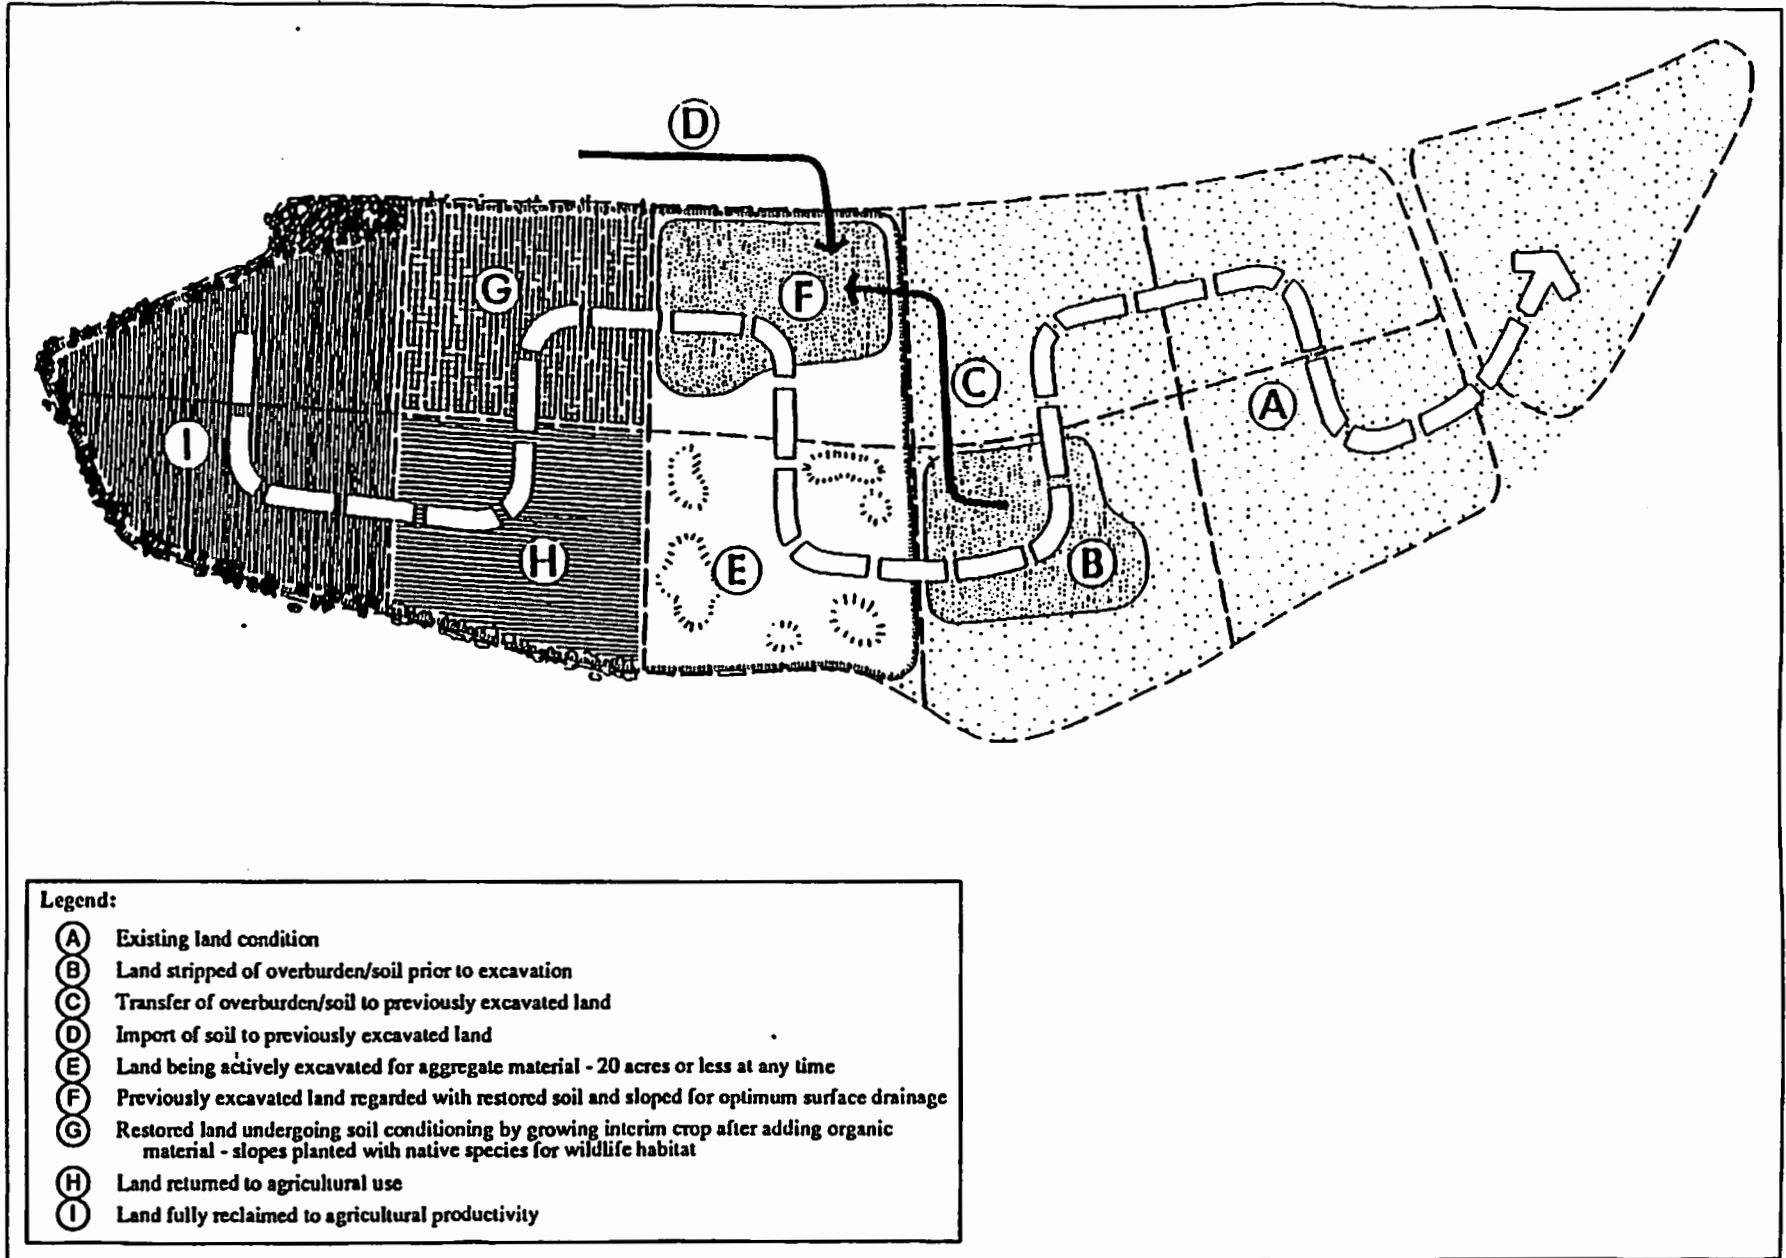 D
G
F
C
A
I
H
E
B
Legend:
A Existing land condition
B Land stripped of overburden/soil prior to excavation
C Transfer of overburden/soil to previously excavated land
D Import of soil to previously excavated land
E Land being actively excavated for aggregate material - 20 acres or less at any time
F Previously excavated land regarded with restored soil and sloped for optimum surface drainage
G Restored land undergoing soil conditioning by growing interim crop after adding organic
material - slopes planted with native species for wildlife habitat
H Land returned to agricultural use
I Land fully reclaimed to agricultural productivity